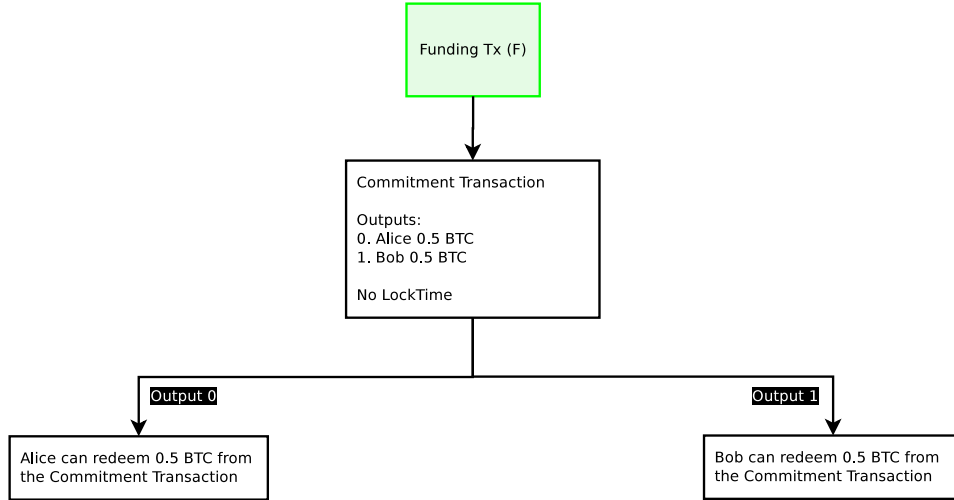 Funding Tx (F)
Commitment Transaction
Outputs:
0. Alice 0.5 BTC
1. Bob 0.5 BTC
No LockTime
Output 0
Output 1
Alice can redeem 0.5 BTC from
the Commitment Transaction
Bob can redeem 0.5 BTC from
the Commitment Transaction